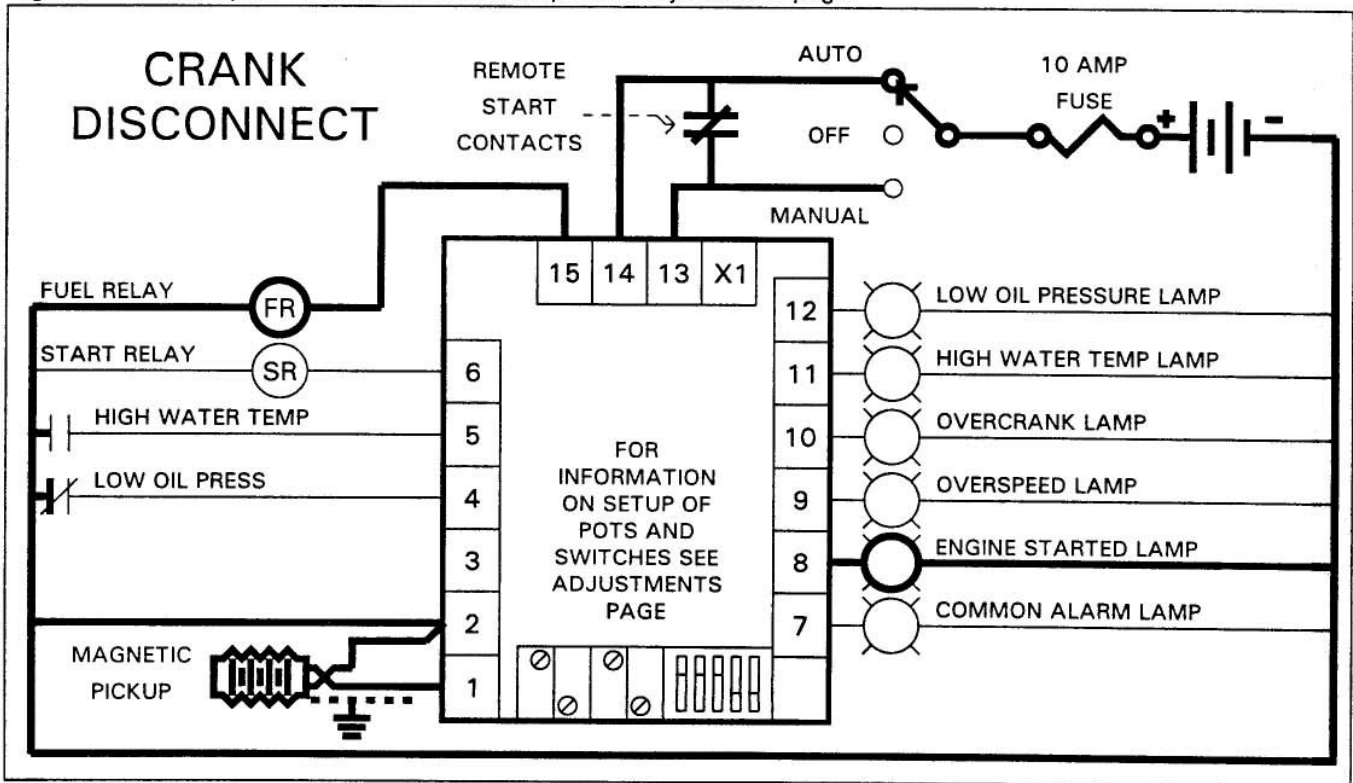 CRANK
DISCONNECT
REMOTE
START
CONTACTS
AUTO
OFF
MANUAL
10 AMP
FUSE
+
-
15 14 13 X1
FUEL RELAY
FR
START RELAY
SR
HIGH WATER TEMP
LOW OIL PRESS
MAGNETIC
PICKUP
6
5
4
3
2
1
FOR
INFORMATION
ON SETUP OF
POTS AND
SWITCHES SEE
ADJUSTMENTS
PAGE
12
11
10
9
8
7
LOW OIL PRESSURE LAMP
HIGH WATER TEMP LAMP
OVERCRANK LAMP
OVERSPEED LAMP
ENGINE STARTED LAMP
COMMON ALARM LAMP